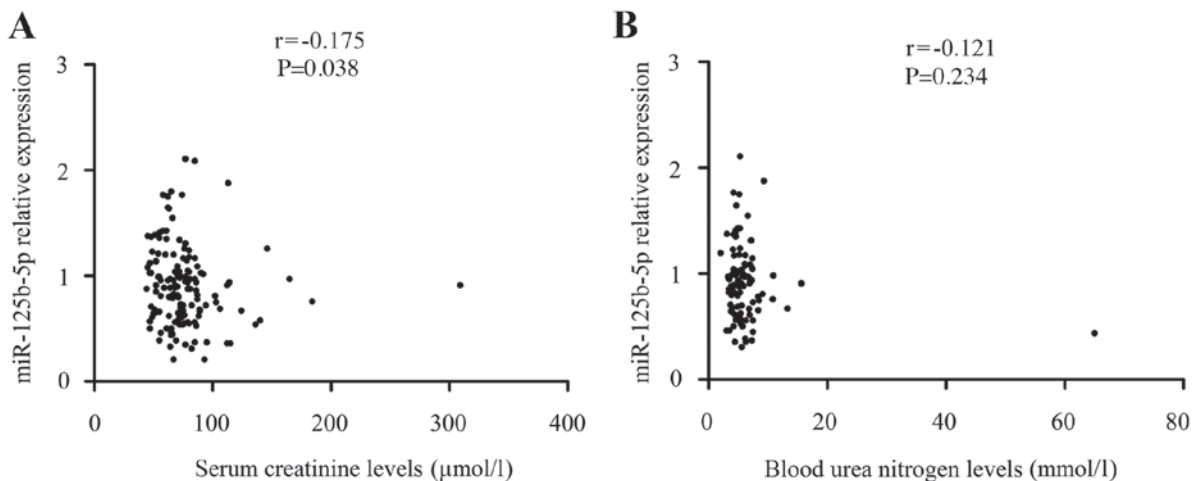 A
r=-0.175
P=0.038
miR-125b-5p relative expression
3
2
1
0
0 100 200 300 400
Serum creatinine levels (µmol/l)
B
r=-0.121
P=0.234
miR-125b-5p relative expression
3
2
1
0
0 20 40 60 80
Blood urea nitrogen levels (mmol/l)